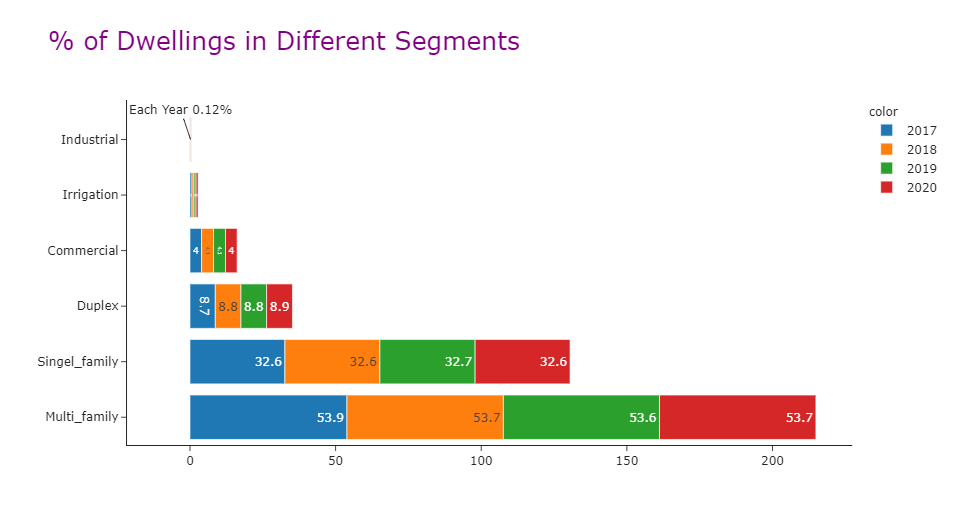 % of Dwellings in Different Segments
Each Year 0.12%
color
2017
2018
2019
2020
Industrial
Irrigation
Commercial
4
4.3
4
Duplex
8.7 8.8 8.8 8.9
Singel_family
32.6 32.6 32.7 32.6
Multi_family
53.9 53.7 53.6 53.7
0 50 100 150 200